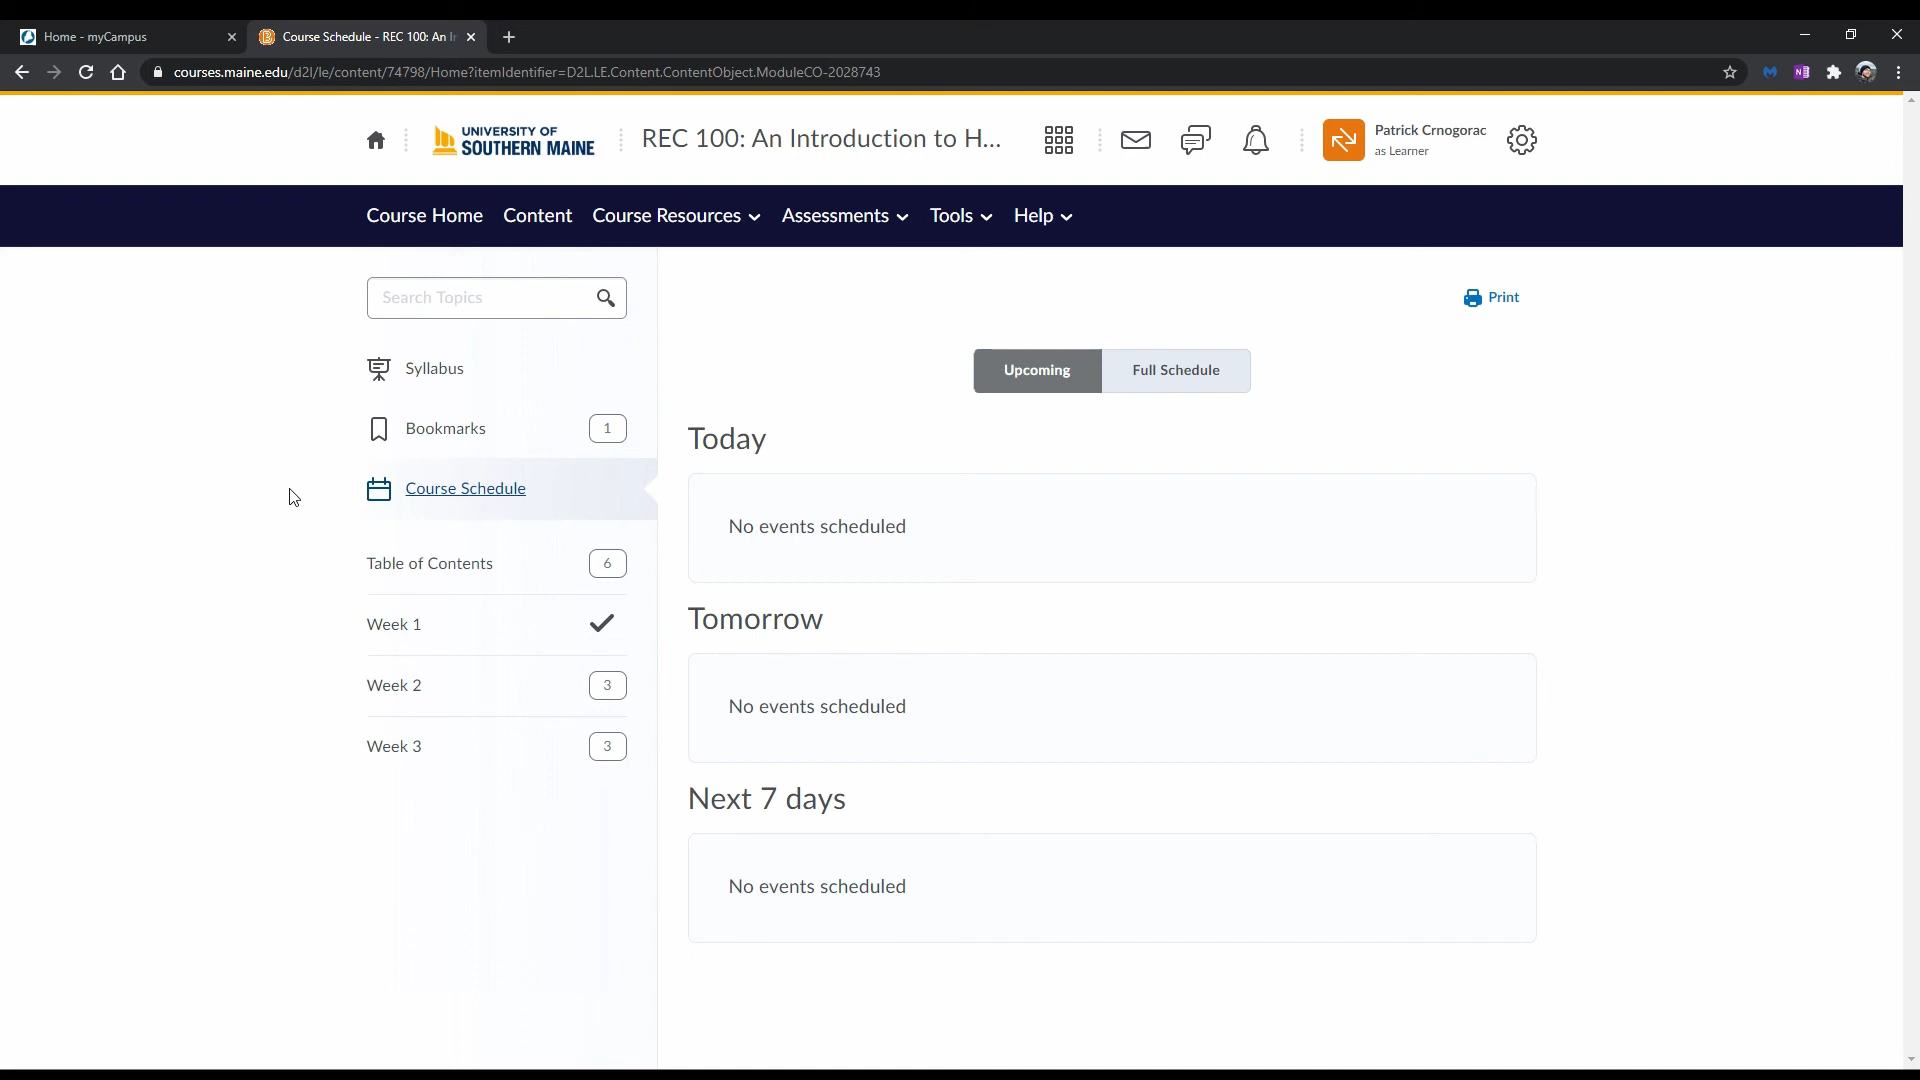 Home - myCampus
Course Schedule - REC 100: An In
courses.maine.edu/d2l/le/content/74798/Home?itemIdentifier=D2L.LE.Content.ContentObject.ModuleCO-2028743
N
UNIVERSITY OF
SOUTHERN MAINE
REC 100: An Introduction to H...
Patrick Crnogorac
as Learner
Course Home
Content
Course Resources
Assessments
Tools
Help
Search Topics
Print
Syllabus
Upcoming
Full Schedule
Bookmarks
1
Today
Course Schedule
No events scheduled
Table of Contents
6
Week 1
Tomorrow
Week 2
3
No events scheduled
Week 3
3
Next 7 days
No events scheduled